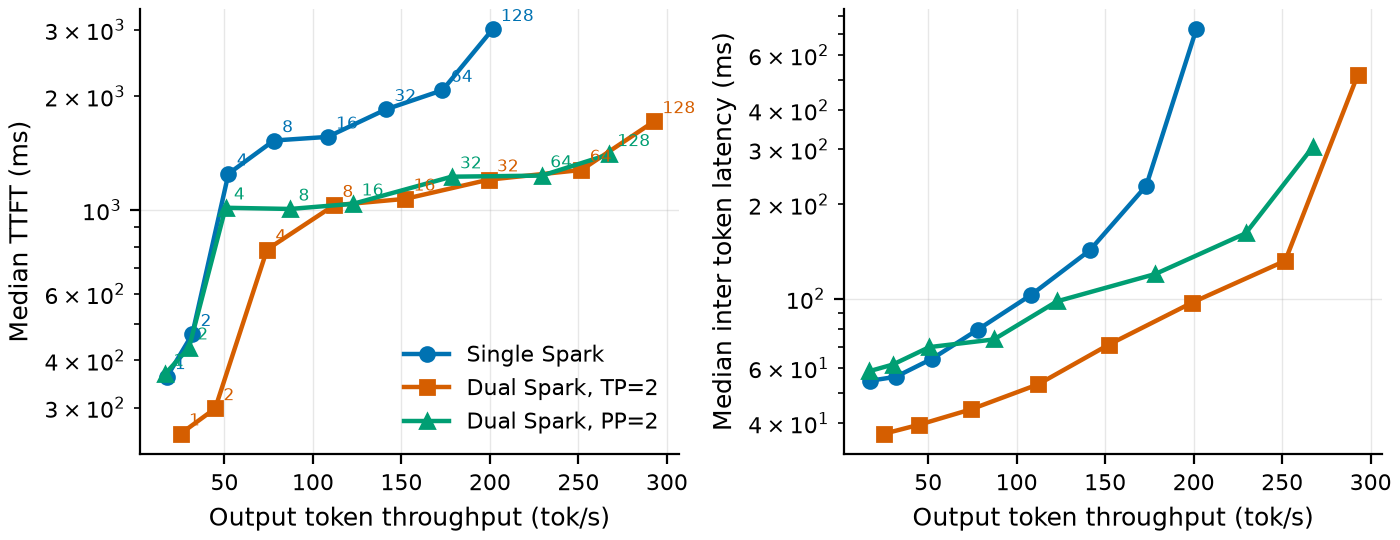 Median TTFT (ms)
3 × 10³
2 × 10³
10³
6 × 10²
4 × 10²
3 × 10²
128
64
32
16
8
4
2
1
128
64
32
16
8
4
2
1
128
64
32
16
8
4
2
1
Single Spark
Dual Spark, TP=2
Dual Spark, PP=2
50 100 150 200 250 300
Output token throughput (tok/s)
Median inter token latency (ms)
6 × 10²
4 × 10²
3 × 10²
2 × 10²
10²
6 × 10¹
4 × 10¹
50 100 150 200 250 300
Output token throughput (tok/s)